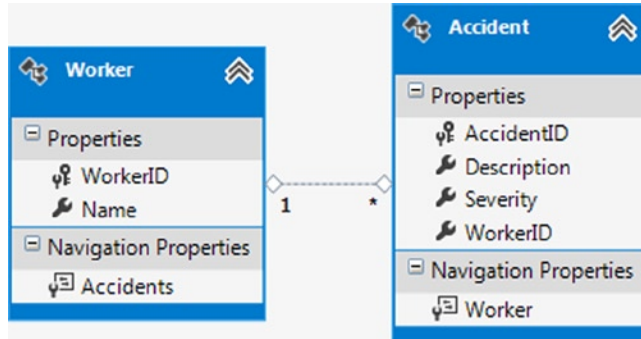 Worker
Properties
WorkerID
Name
Navigation Properties
Accidents
1
*
Accident
Properties
AccidentID
Description
Severity
WorkerID
Navigation Properties
Worker